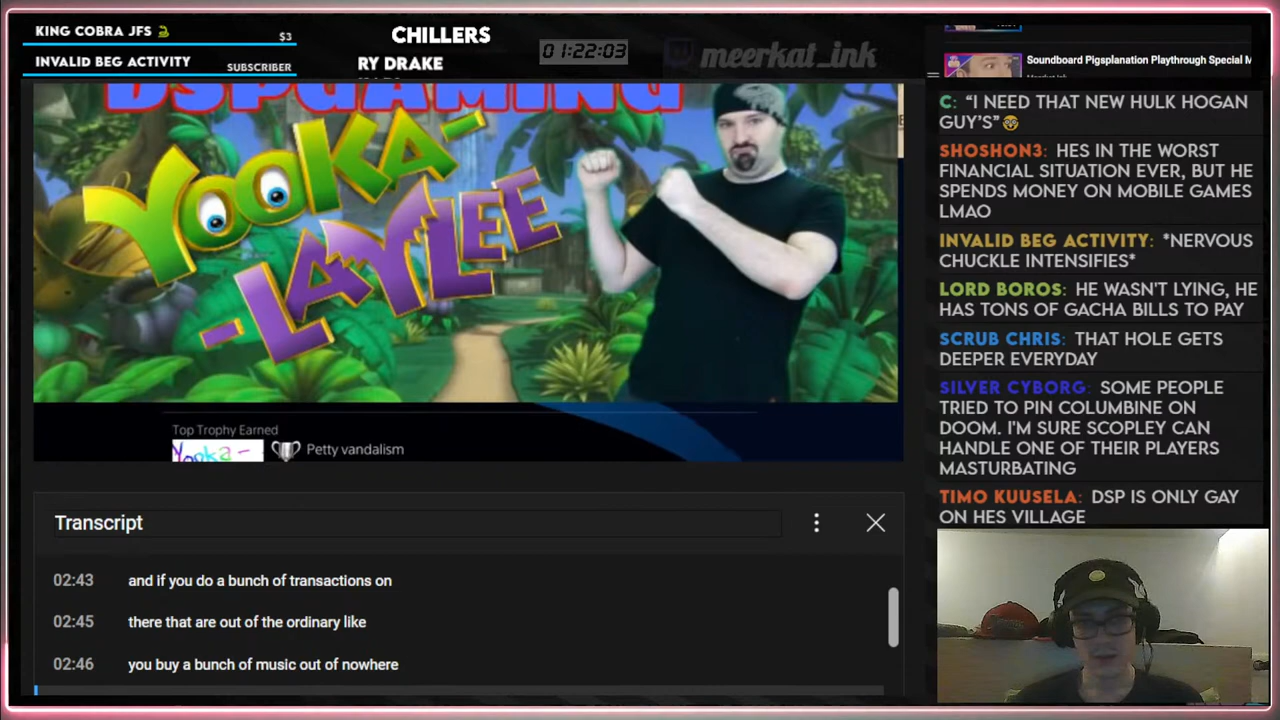 KING COBRA JFS
$3
INVALID BEG ACTIVITY
SUBSCRIBER
CHILLERS
RY DRAKE
01:22:03
meerkat_ink
Soundboard Pigsplanation Playthrough Special M
DSPGAMING
YOOKA-
-LAYLEE
Top Trophy Earned
Yooka-
Petty vandalism
Transcript
02:43 and if you do a bunch of transactions on
02:45 there that are out of the ordinary like
02:46 you buy a bunch of music out of nowhere
C: “I NEED THAT NEW HULK HOGAN
GUY’S”
SHOSHON3: HES IN THE WORST
FINANCIAL SITUATION EVER, BUT HE
SPENDS MONEY ON MOBILE GAMES
LMAO
INVALID BEG ACTIVITY: *NERVOUS
CHUCKLE INTENSIFIES*
LORD BOROS: HE WASN'T LYING, HE
HAS TONS OF GACHA BILLS TO PAY
SCRUB CHRIS: THAT HOLE GETS
DEEPER EVERYDAY
SILVER CYBORG: SOME PEOPLE
TRIED TO PIN COLUMBINE ON
DOOM. I'M SURE SCOPLEY CAN
HANDLE ONE OF THEIR PLAYERS
MASTURBATING
TIMO KUUSELA: DSP IS ONLY GAY
ON HES VILLAGE